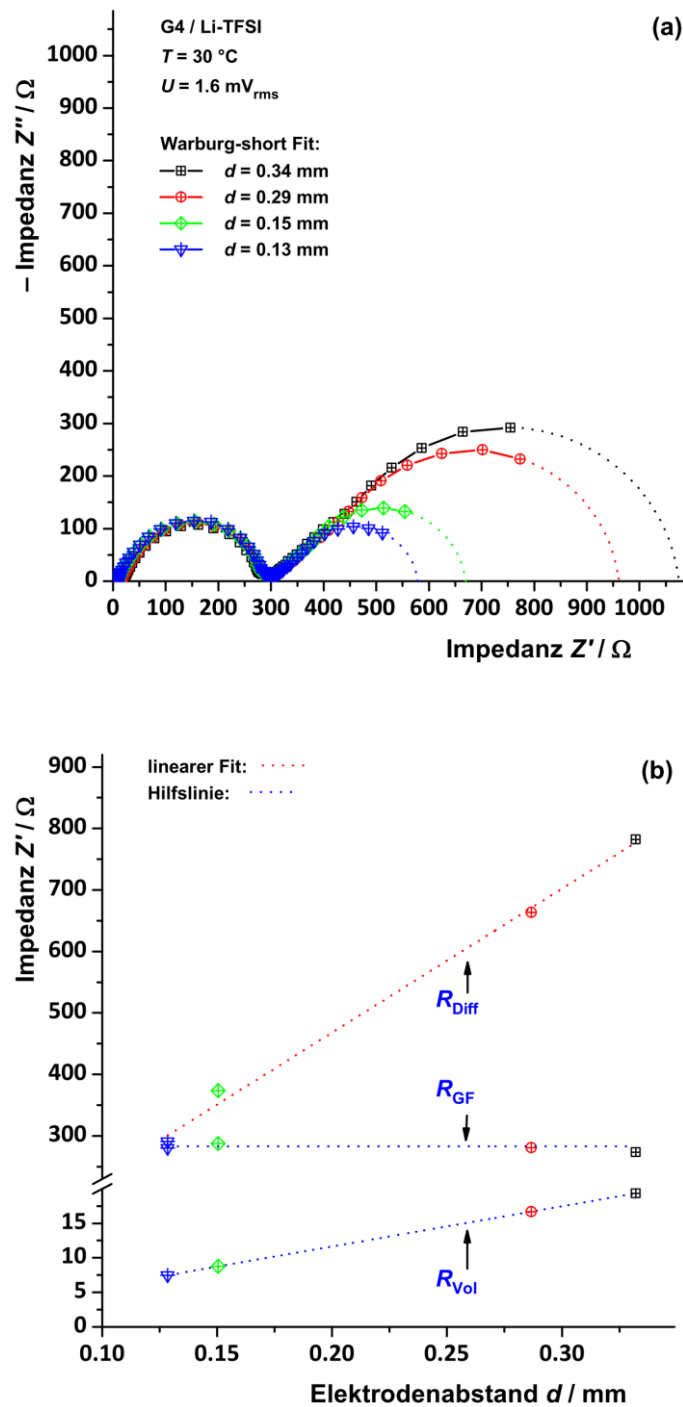 G4 / Li-TFSI
(a)
T = 30 °C
U = 1.6 mVrms
Warburg-short Fit:
d = 0.34 mm
d = 0.29 mm
d = 0.15 mm
d = 0.13 mm
1000
900
800
700
600
500
400
300
200
100
0
– Impedanz Z'' / Ω
0 100 200 300 400 500 600 700 800 900 1000
Impedanz Z' / Ω
linearer Fit:
(b)
Hilfslinie:
900
800
700
600
500
400
300
15
10
5
0
Impedanz Z' / Ω
RDiff
RGF
RVol
0.10 0.15 0.20 0.25 0.30
Elektrodenabstand d / mm